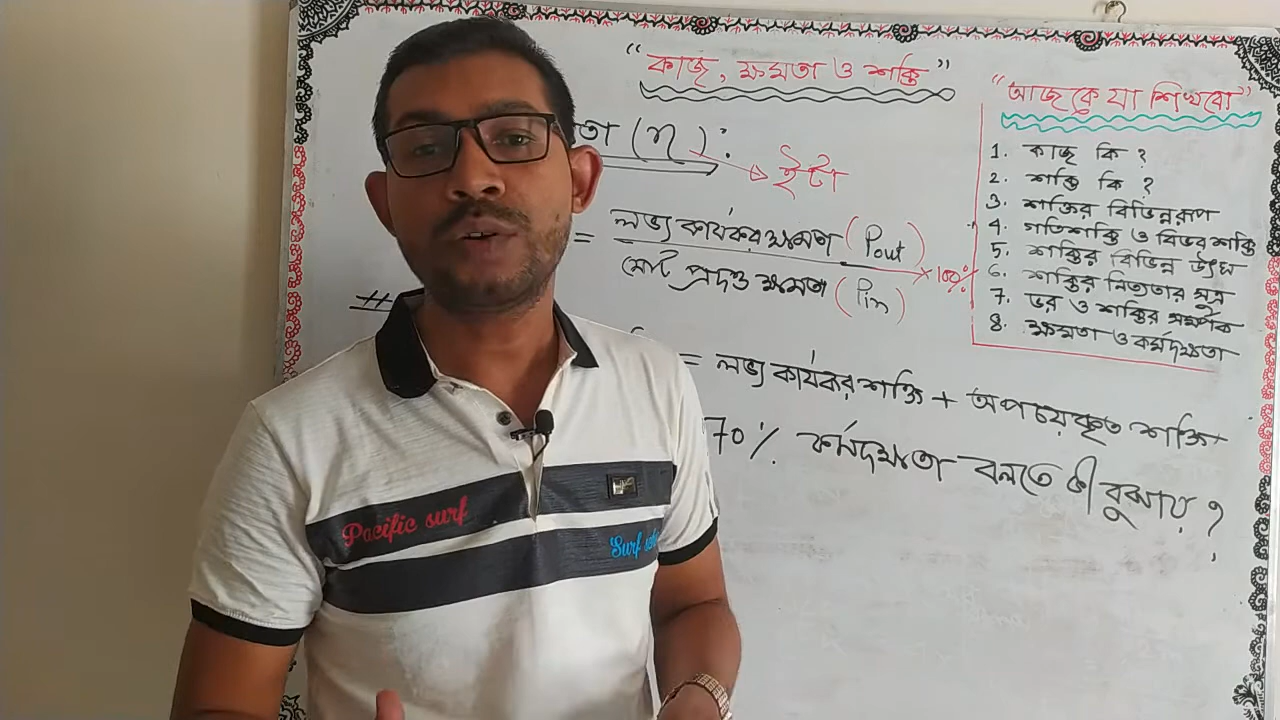 “কাজ, ক্ষমতা ও শক্তি”
তা (η):
ইটা
= লভ্য কার্যকর ক্ষমতা (Pout)
মোট প্রদত্ত ক্ষমতা (Pin)
× 100%
#
= লভ্য কার্যকর শক্তি + অপচয়কৃত শক্তি
70% কর্মদক্ষতা বলতে কী বুঝায়?
“আজকে যা শিখবো”
1. কাজ কি?
2. শক্তি কি?
3. শক্তির বিভিন্নরূপ
4. গতিশক্তি ও বিভব শক্তি
5. শক্তির বিভিন্ন উৎস
6. শক্তির নিত্যতার সূত্র
7. ভর ও শক্তির সম্পর্ক
8. ক্ষমতা ও কর্মদক্ষতা
Pacific surf
Surf